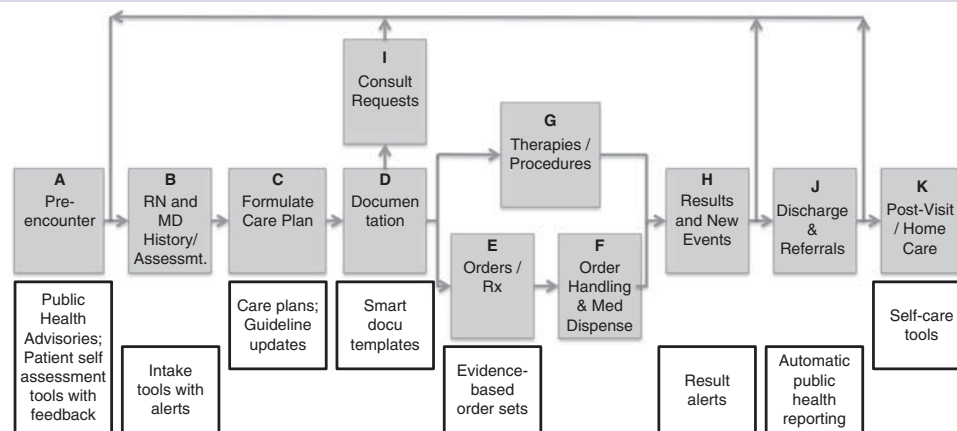 I
Consult
Requests
G
Therapies /
Procedures
A
Pre-
encounter
B
RN and
MD
History/
Assessmt.
C
Formulate
Care Plan
D
Documen
tation
H
Results
and New
Events
J
Discharge
&
Referrals
K
Post-Visit
/ Home
Care
E
Orders /
Rx
F
Order
Handling
& Med
Dispense
Public
Health
Advisories;
Patient self
assessment
tools with
feedback
Intake
tools with
alerts
Care plans;
Guideline
updates
Smart
docu
templates
Evidence-
based
order sets
Result
alerts
Automatic
public
health
reporting
Self-care
tools